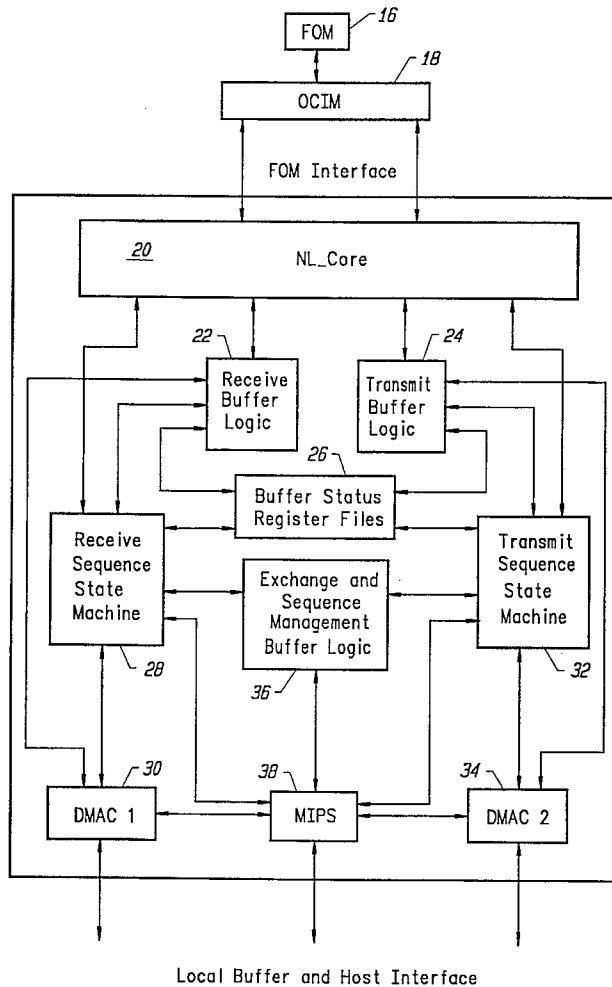 16
FOM
18
OCIM
FOM Interface
20
NL_Core
22
Receive
Buffer
Logic
24
Transmit
Buffer
Logic
26
Buffer Status
Register Files
Receive
Sequence
State
Machine
28
Exchange and
Sequence
Management
Buffer Logic
36
Transmit
Sequence
State
Machine
32
30
DMAC 1
38
MIPS
34
DMAC 2
Local Buffer and Host Interface